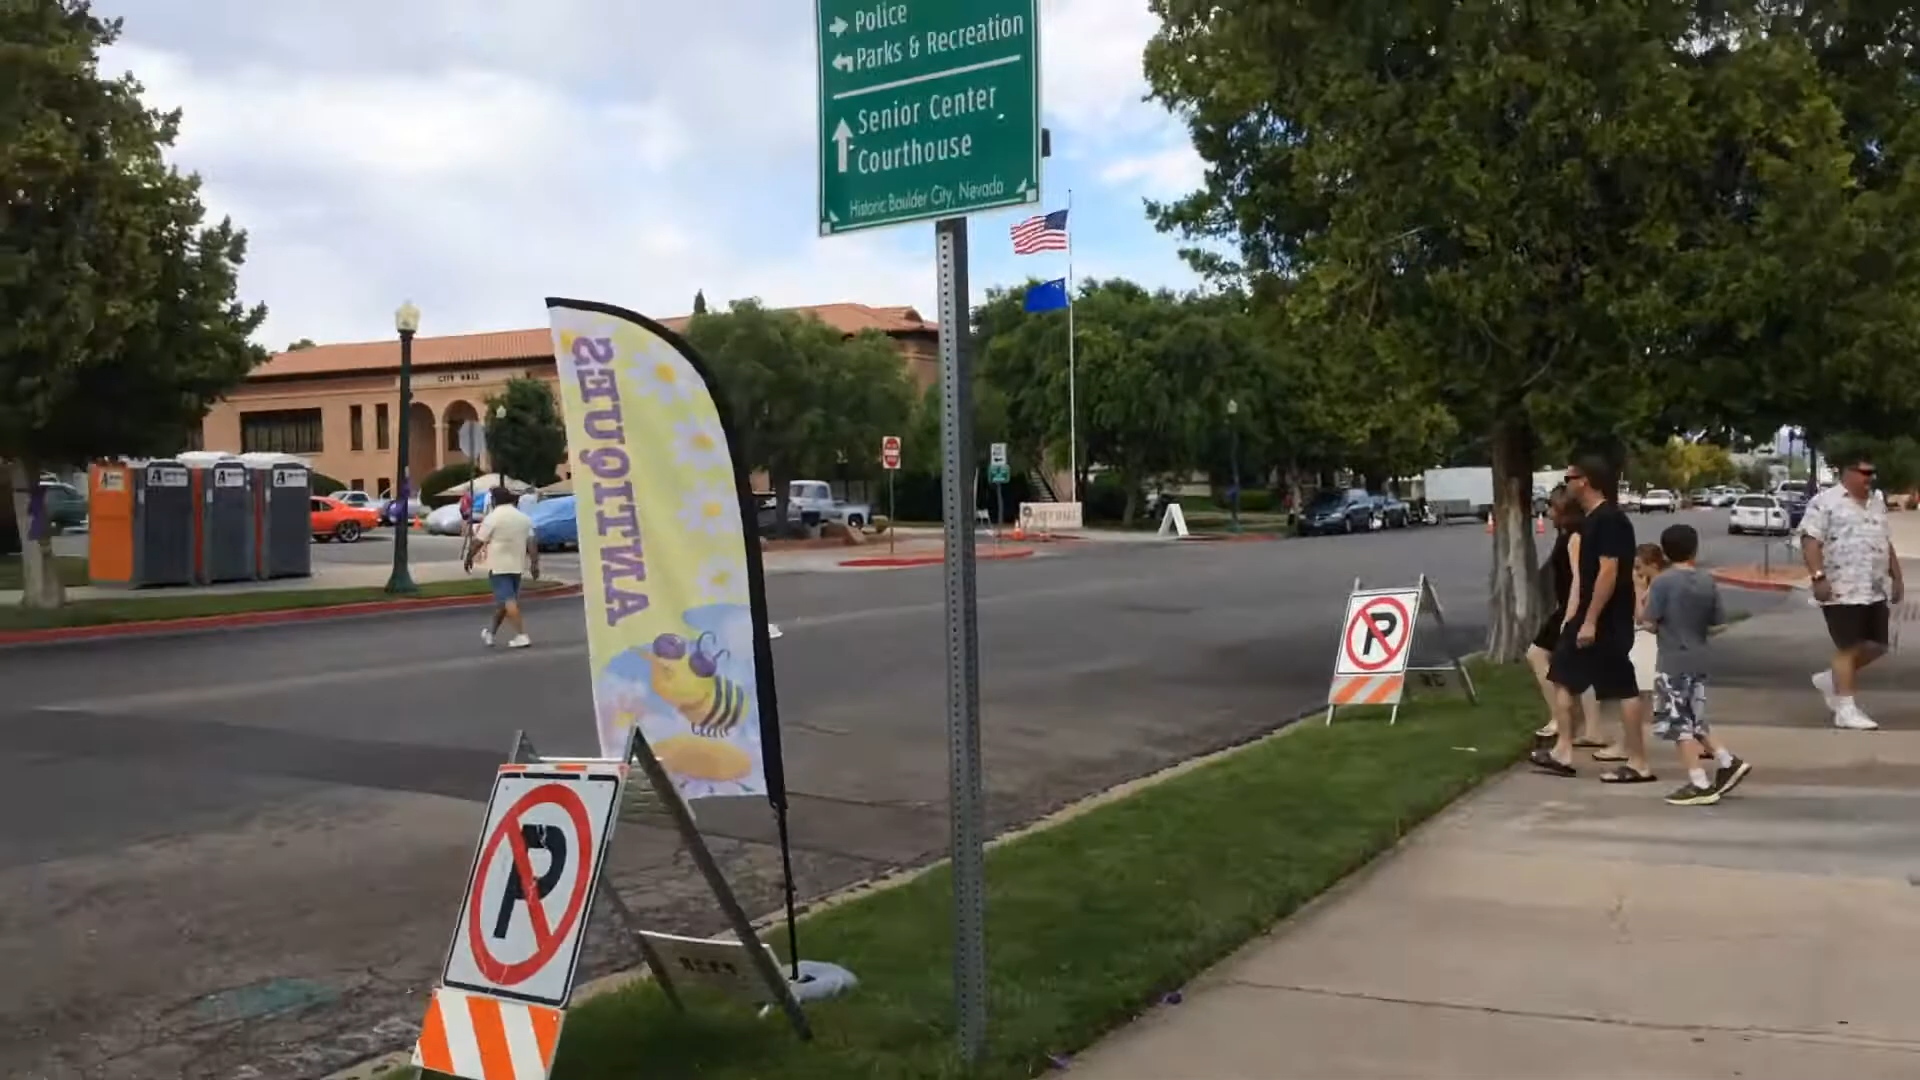 Police
Parks & Recreation
Senior Center
Courthouse
Historic Boulder City, Nevada
CITY HALL
ANTIQUES
P
P